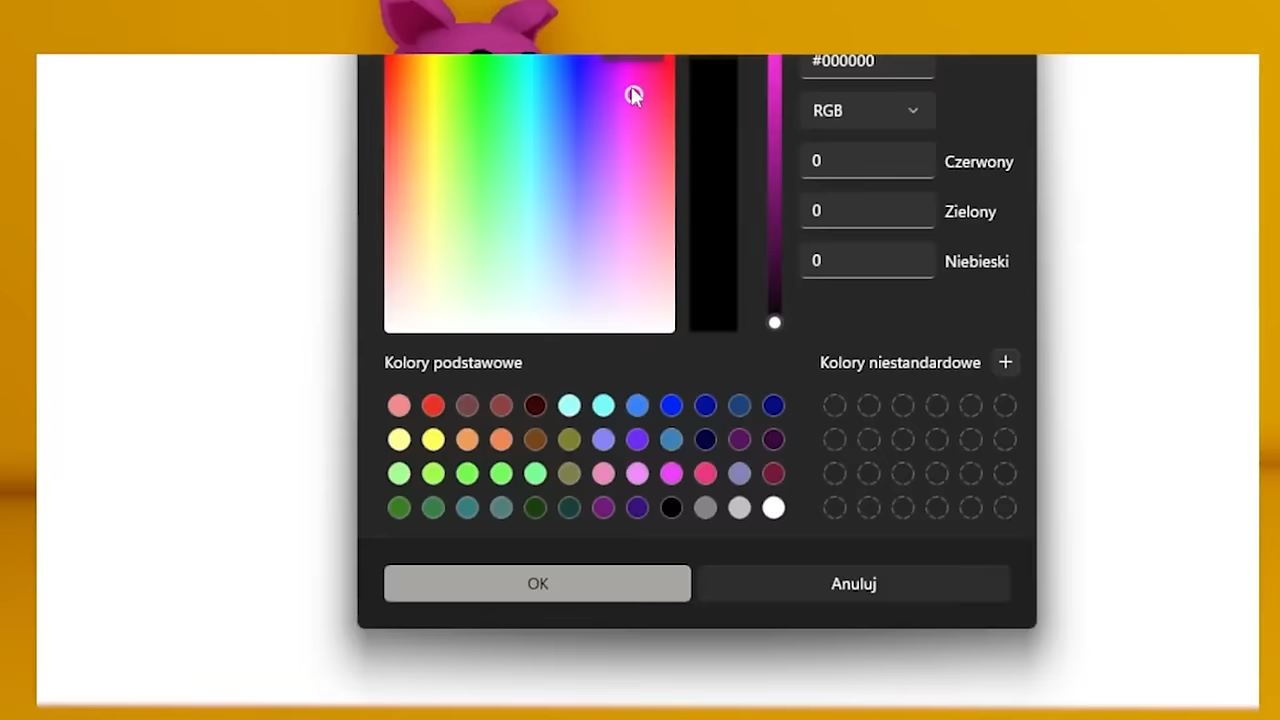 #000000
RGB
0 Czerwony
0 Zielony
0 Niebieski
Kolory podstawowe
Kolory niestandardowe +
OK
Anuluj